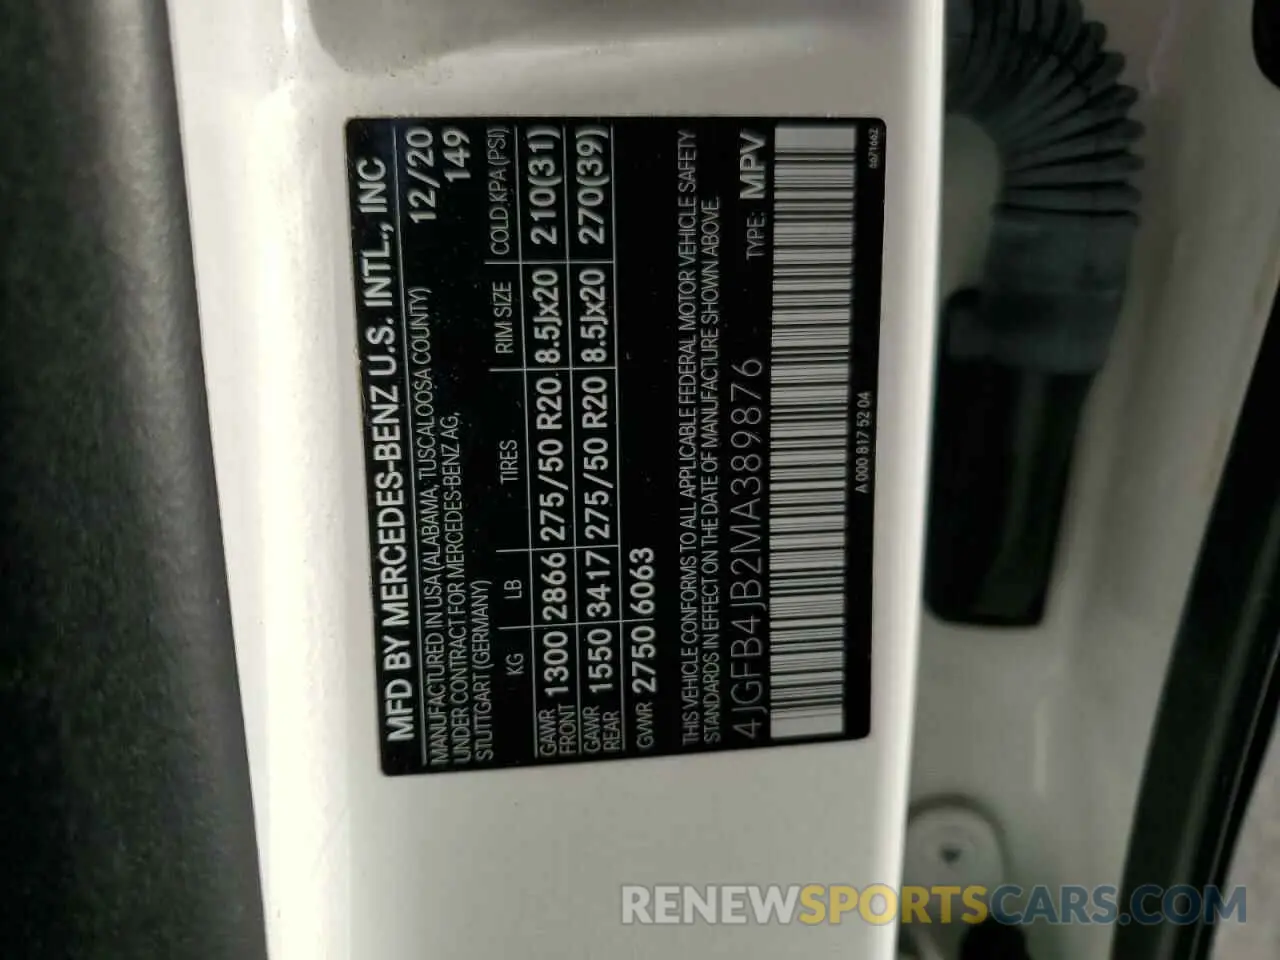 MFD BY MERCEDES-BENZ U.S. INTL., INC
MANUFACTURED IN USA (ALABAMA, TUSCALOOSA COUNTY) 12/20
UNDER CONTRACT FOR MERCEDES-BENZ AG, 149
STUTTGART (GERMANY)
KG LB TIRES RIM SIZE COLD KPA (PSI)
GAWR FRONT 1300 2866 275/50 R20 8.5Jx20 210(31)
GAWR REAR 1550 3417 275/50 R20 8.5Jx20 270(39)
GVWR 2750 6063
THIS VEHICLE CONFORMS TO ALL APPLICABLE FEDERAL MOTOR VEHICLE SAFETY
STANDARDS IN EFFECT ON THE DATE OF MANUFACTURE SHOWN ABOVE.
4JGFB4JB2MA389876 TYPE: MPV
A 000 817 52 04
RENEWSPORTSCARS.COM